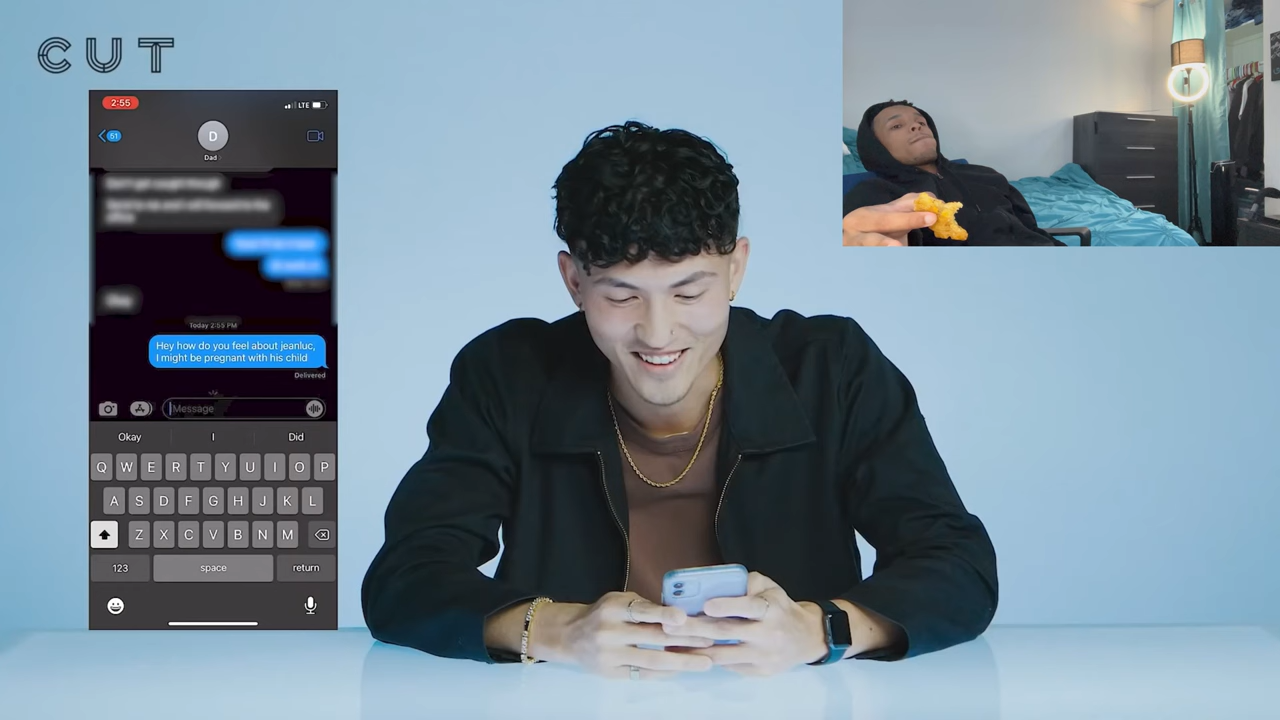 CUT
2:55
LTE
51
D
Dad
Today 2:55 PM
Hey how do you feel about jeanluc,
I might be pregnant with his child
Delivered
Message
Okay I Did
Q W E R T Y U I O P
A S D F G H J K L
Z X C V B N M
123 space return